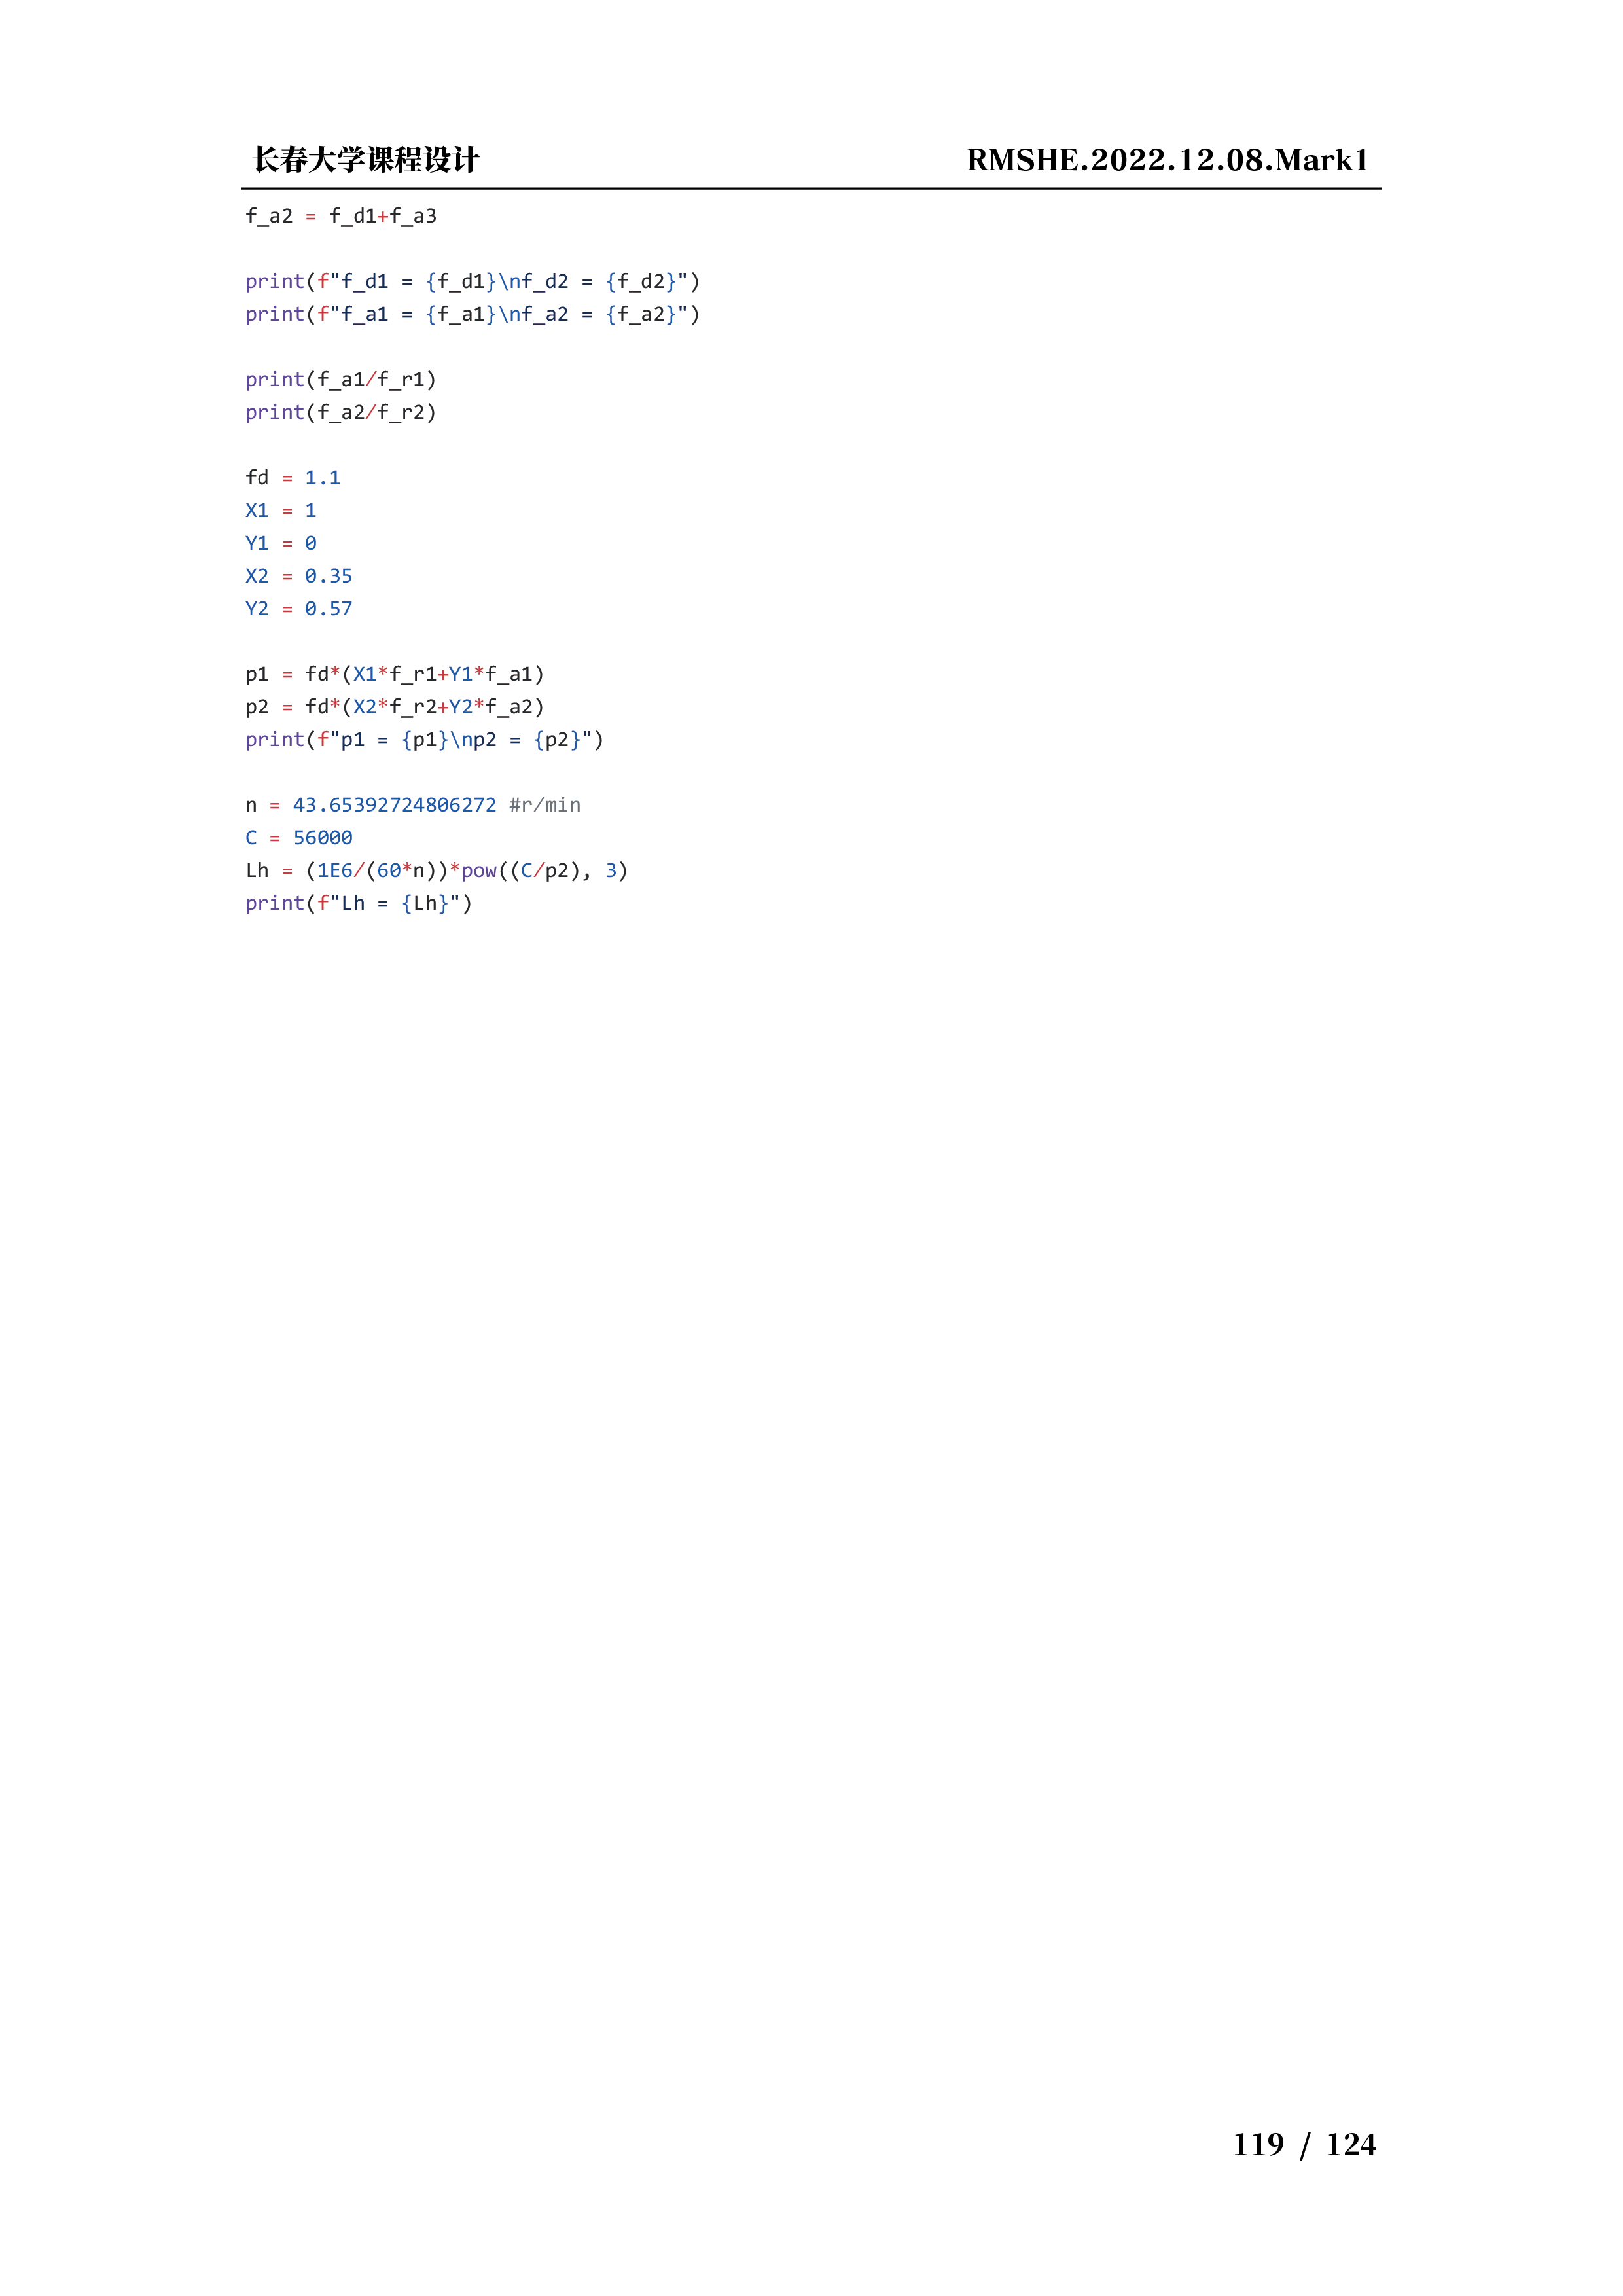 长春大学课程设计
RMSHE.2022.12.08.Mark1
f_a2 = f_d1+f_a3
print(f"f_d1 = {f_d1}\nf_d2 = {f_d2}")
print(f"f_a1 = {f_a1}\nf_a2 = {f_a2}")
print(f_a1/f_r1)
print(f_a2/f_r2)
fd = 1.1
X1 = 1
Y1 = 0
X2 = 0.35
Y2 = 0.57
p1 = fd*(X1*f_r1+Y1*f_a1)
p2 = fd*(X2*f_r2+Y2*f_a2)
print(f"p1 = {p1}\np2 = {p2}")
n = 43.65392724806272 #r/min
C = 56000
Lh = (1E6/(60*n))*pow((C/p2), 3)
print(f"Lh = {Lh}")
119 / 124